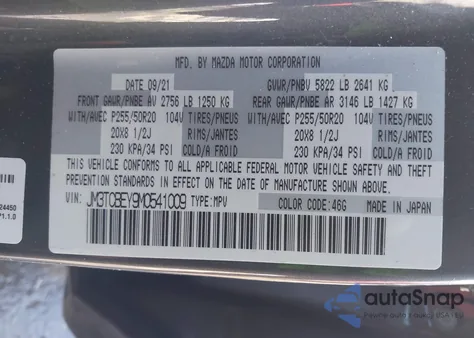 MFD. BY MAZDA MOTOR CORPORATION
DATE 09/21 GVWR/PNBV 5822 LB 2641 KG
FRONT GAWR/PNBE AV 2756 LB 1250 KG REAR GAWR/PNBE AR 3146 LB 1427 KG
WITH/AVEC P255/50R20 104V TIRES/PNEUS WITH/AVEC P255/50R20 104V TIRES/PNEUS
20X8 1/2J RIMS/JANTES 20X8 1/2J RIMS/JANTES
230 KPA/34 PSI COLD/A FROID 230 KPA/34 PSI COLD/A FROID
THIS VEHICLE CONFORMS TO ALL APPLICABLE FEDERAL MOTOR VEHICLE SAFETY AND THEFT
PREVENTION STANDARDS IN EFFECT ON THE DATE OF MANUFACTURE SHOWN ABOVE.
VIN: JM3TCBEY9M0541009 TYPE:MPV COLOR CODE:46G MADE IN JAPAN
24460
1.1.0
autoSnap